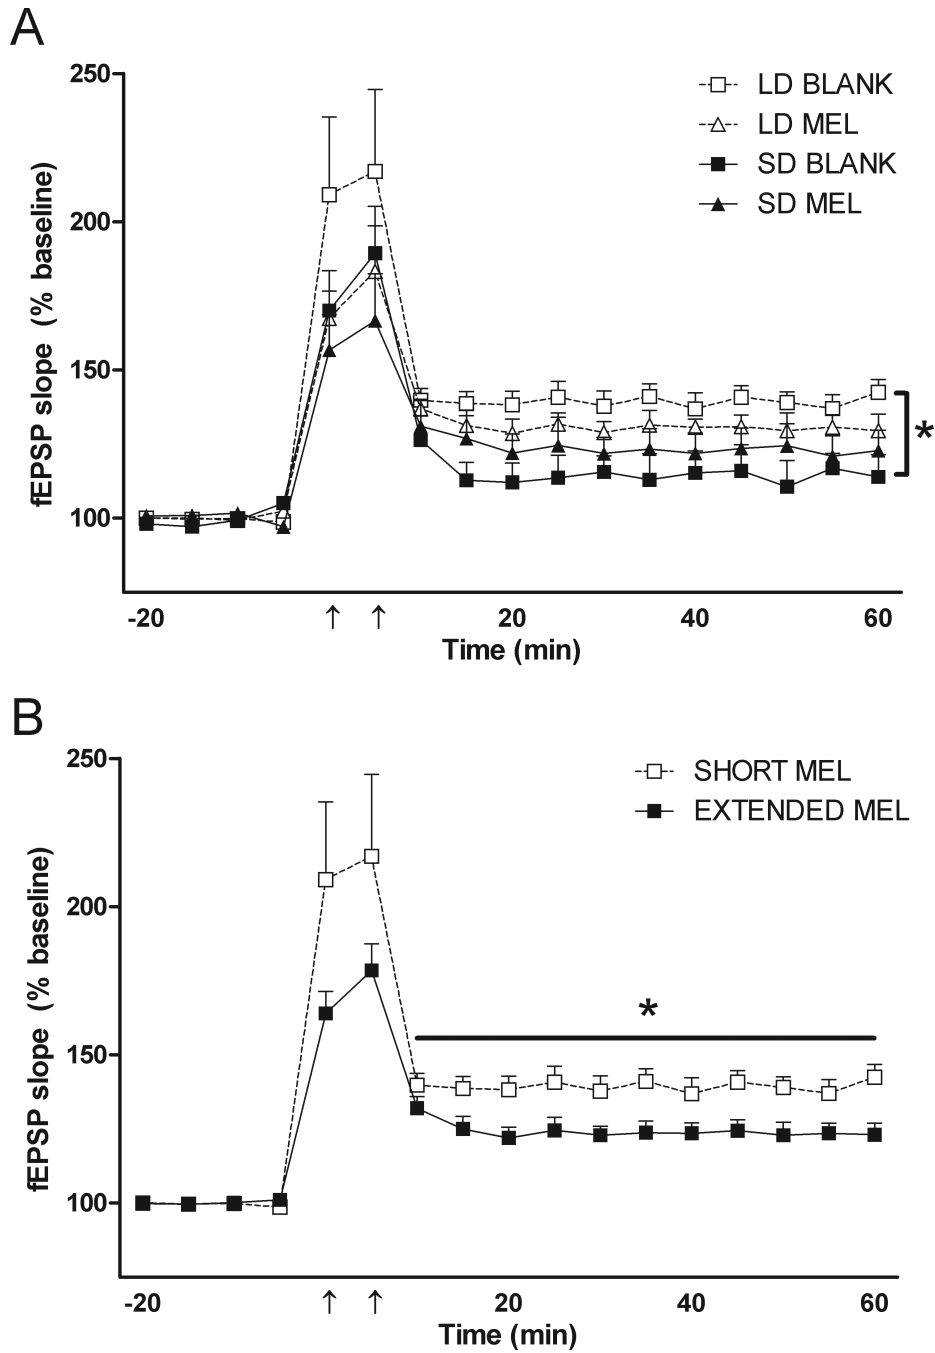 A
250
200
150
100
fEPSP slope (% baseline)
LD BLANK
LD MEL
SD BLANK
SD MEL
*
-20 ↑ ↑ 20 40 60
Time (min)
B
250
200
150
100
fEPSP slope (% baseline)
SHORT MEL
EXTENDED MEL
*
-20 ↑ ↑ 20 40 60
Time (min)